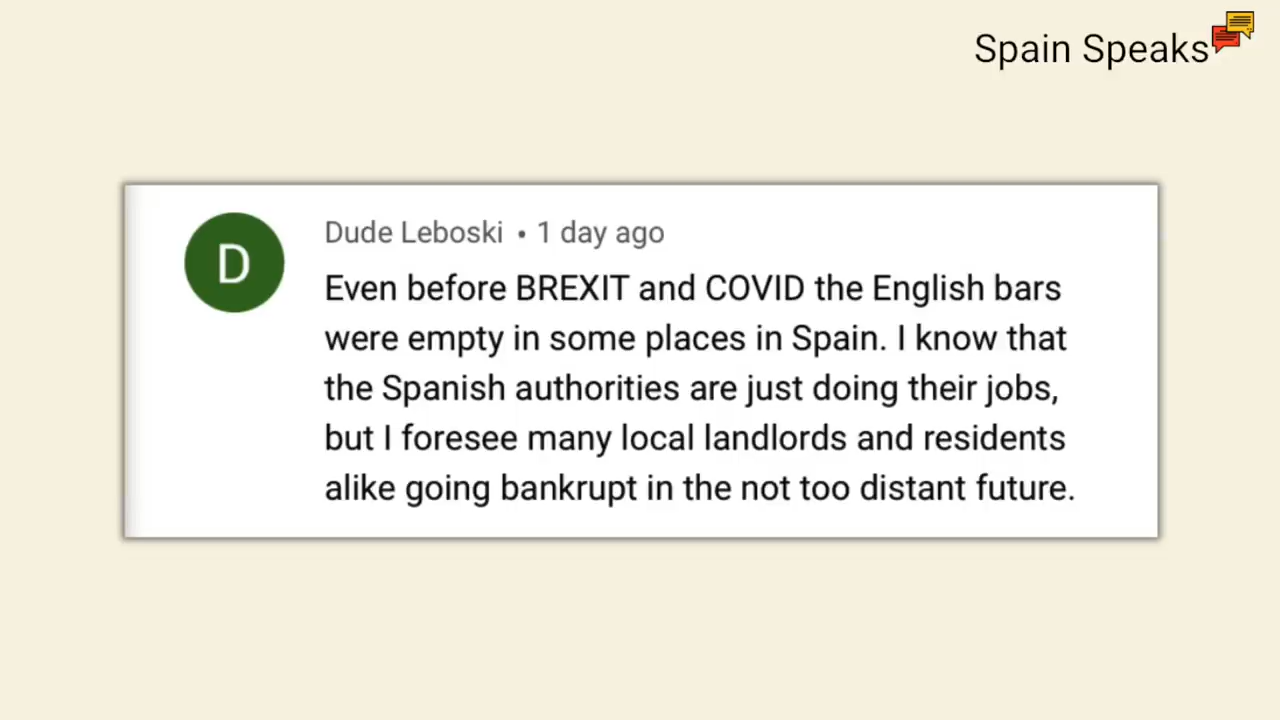 Spain Speaks
Dude Leboski • 1 day ago
D
Even before BREXIT and COVID the English bars
were empty in some places in Spain. I know that
the Spanish authorities are just doing their jobs,
but I foresee many local landlords and residents
alike going bankrupt in the not too distant future.